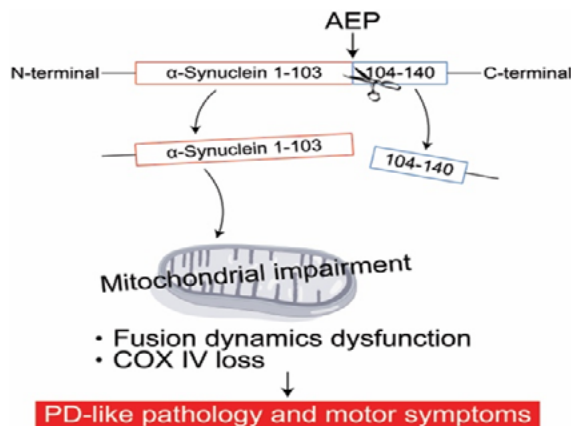 AEP
N-terminal α-Synuclein 1-103 104-140 C-terminal
α-Synuclein 1-103
104-140
Mitochondrial impairment
• Fusion dynamics dysfunction
• COX IV loss
PD-like pathology and motor symptoms